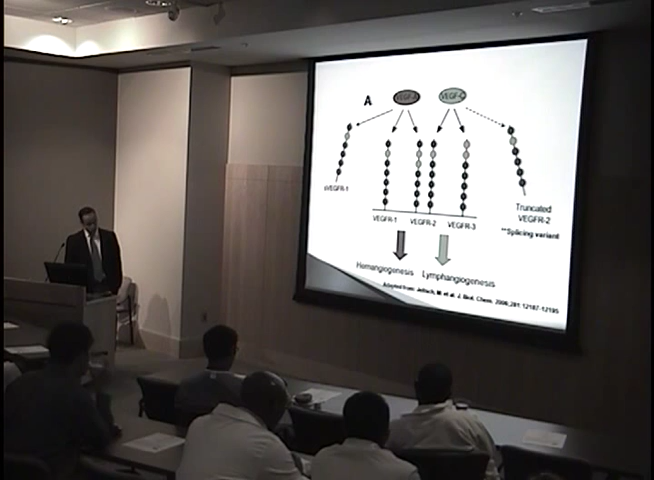 A
VEGF-A VEGF-C
sVEGFR-1
Truncated
VEGFR-2
**Splicing variant
VEGFR-1 VEGFR-2 VEGFR-3
Hemangiogenesis Lymphangiogenesis
Adapted from: Jeltsch, M et al. J. Biol. Chem. 2006;281:12187-12195